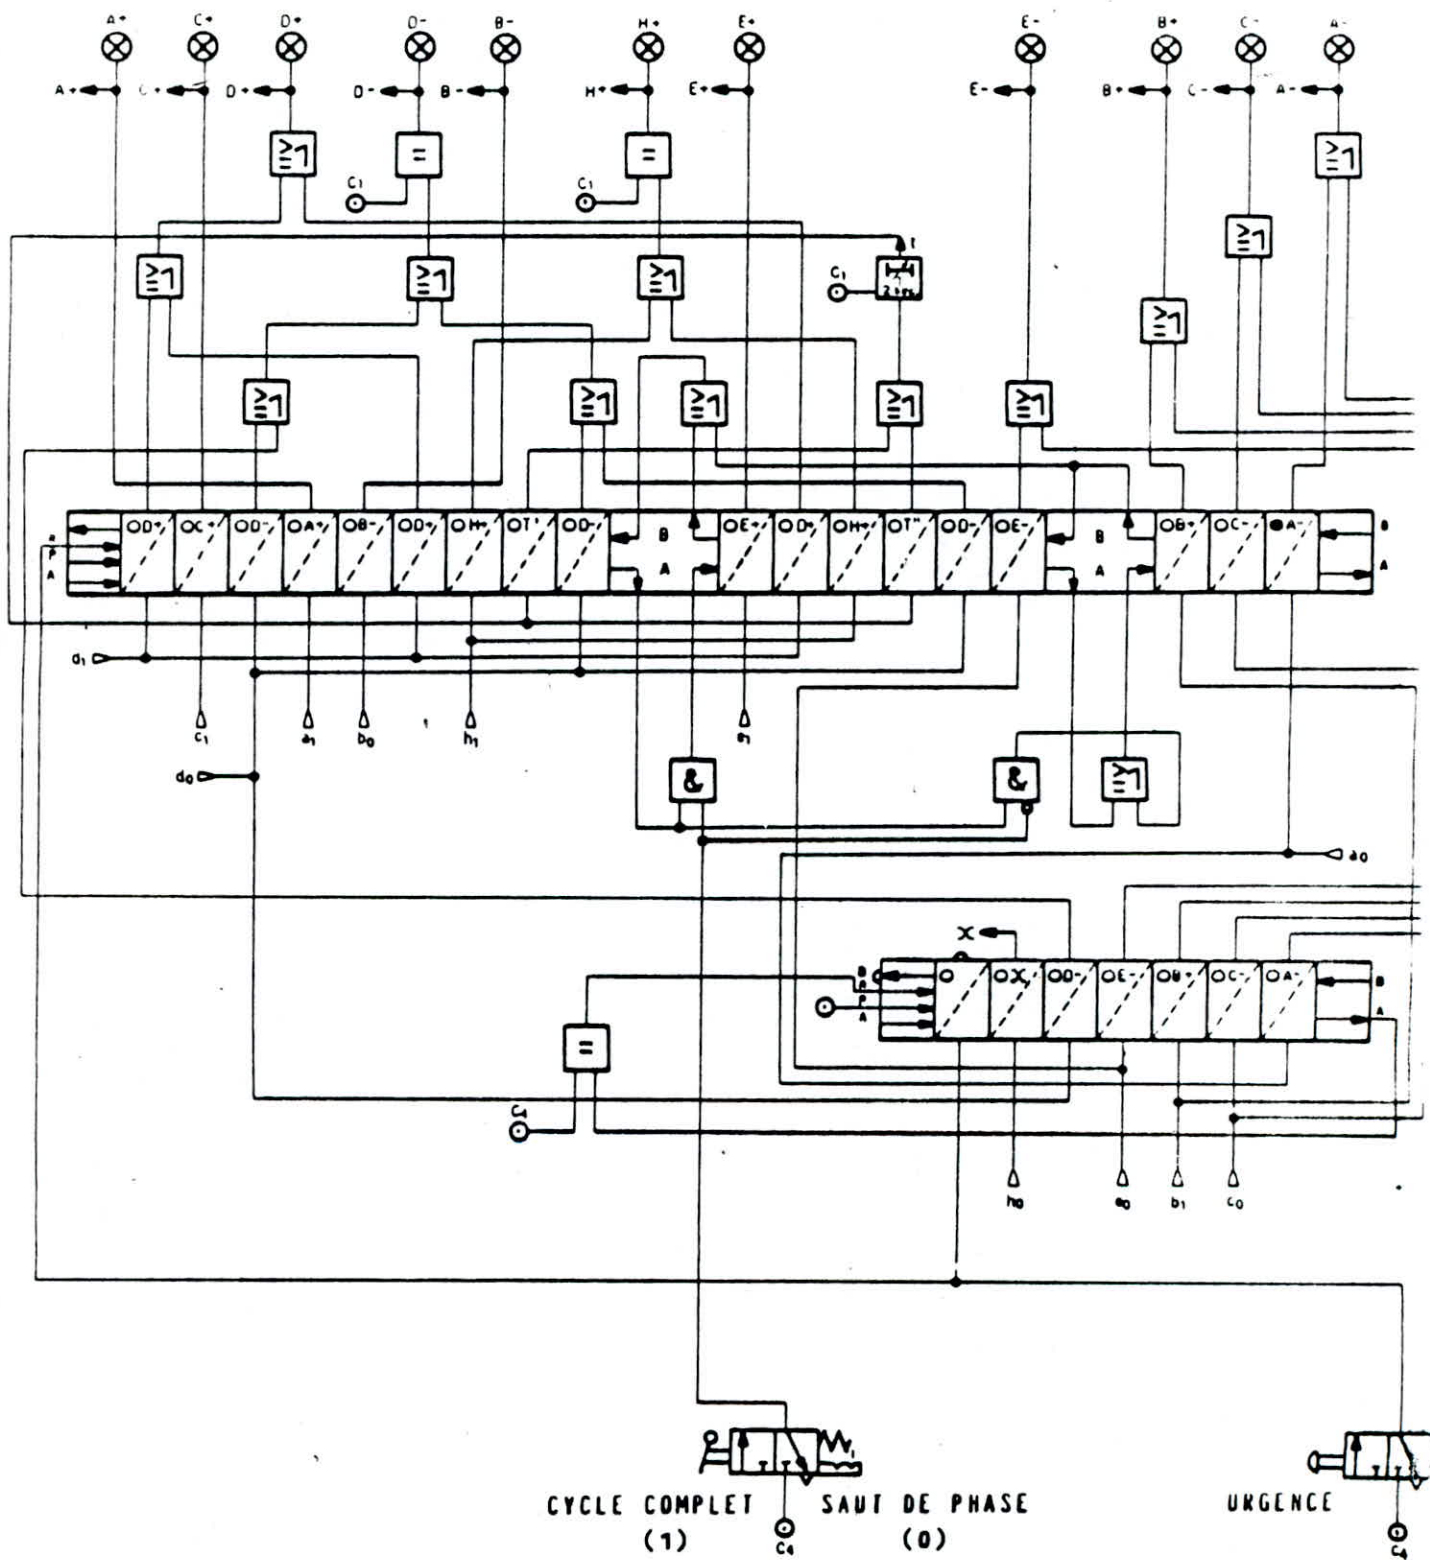 A+ C+ D+ D- B- H+ E+ E- B+ C- A-
A+ C+ D+ D- B- H+ E+ E- B+ C- A-
≥1 = = ≥1
C1 C1 ≥1
≥1 ≥1 ≥1 C1 t ≥1
≥1 ≥1 ≥1 ≥1 ≥1
D+ C+ D- A+ B- D+ H+ T' D- B E+ D+ H+ T" D- E- B B+ C- A- B
R P A A A A
d1
c1 a1 b0 h1 e1
d0 & & ≥1
a0
X
B R P A X D- E- B+ C- A- B A
=
C4
h0 e0 b1 c0
CYCLE COMPLET SAUT DE PHASE URGENCE
(1) C4 (0) C4